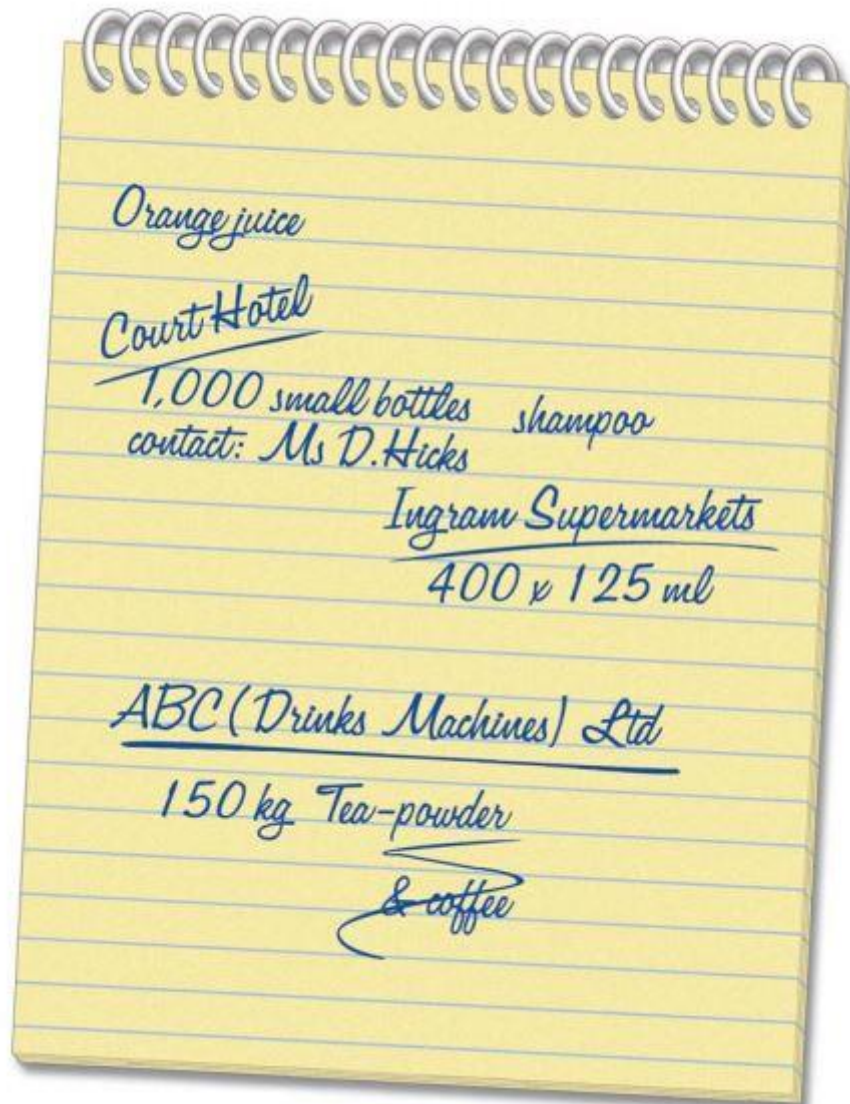 Orange juice
Court Hotel
1,000 small bottles shampoo
contact: Ms D. Hicks
Ingram Supermarkets
400 x 125 ml
ABC (Drinks Machines) Ltd
150 kg Tea-powder
& coffee